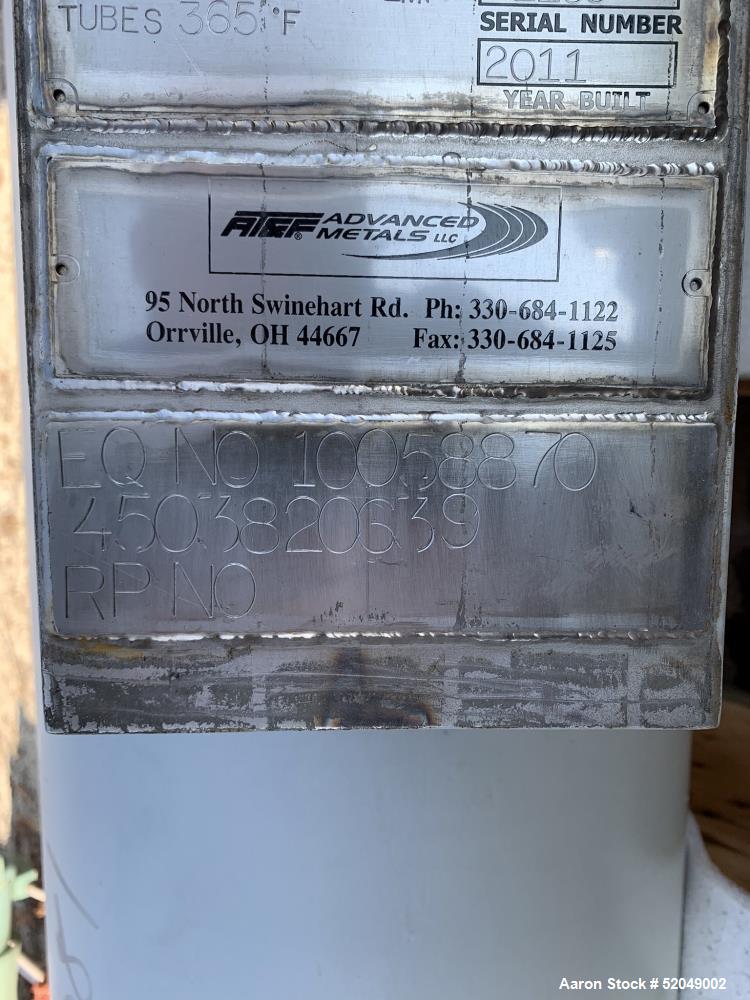 TUBES 365°F
SERIAL NUMBER
2011
YEAR BUILT
AT&F® ADVANCED
METALS LLC
95 North Swinehart Rd. Ph: 330-684-1122
Orrville, OH 44667 Fax: 330-684-1125
EQ NO 10058870
4503820639
RP NO
Aaron Stock # 52049002